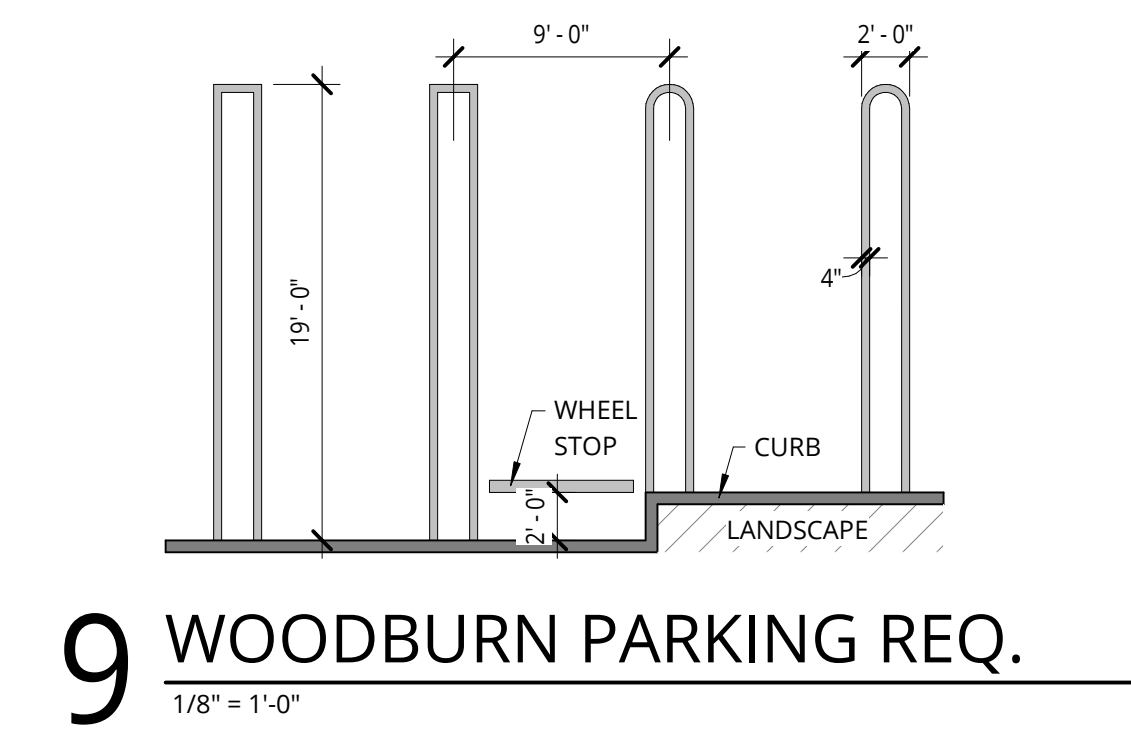 9' - 0"
2' - 0"
19' - 0"
4"
WHEEL
STOP
CURB
2' - 0"
LANDSCAPE
9 WOODBURN PARKING REQ.
1/8" = 1'-0"